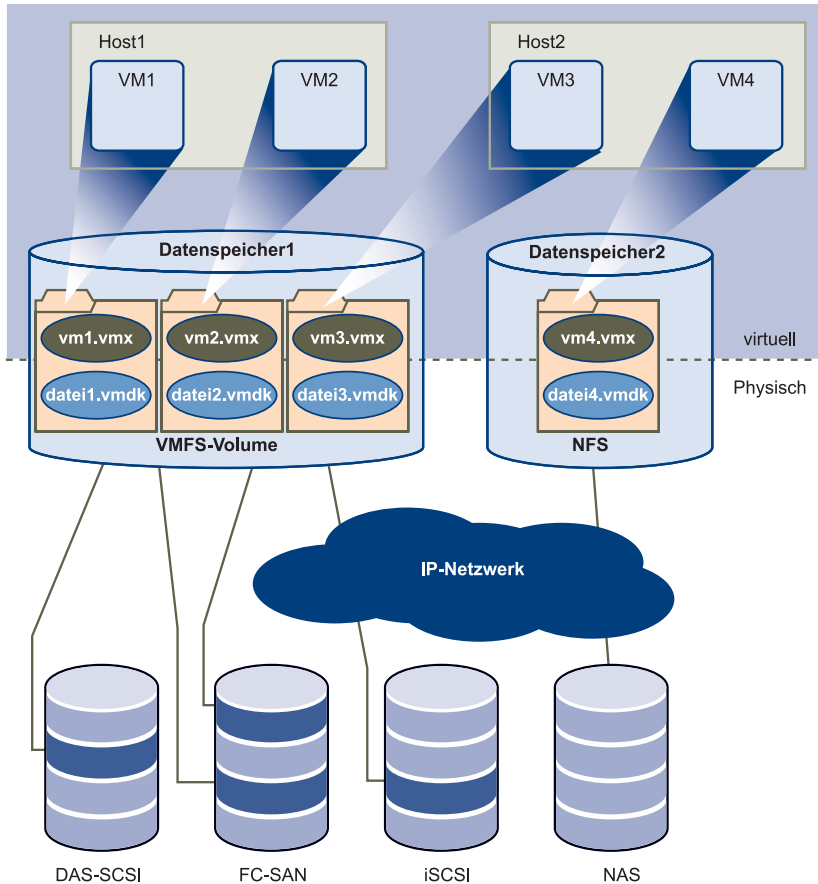 Host1
Host2
VM1
VM2
VM3
VM4
Datenspeicher1
Datenspeicher2
vm1.vmx
vm2.vmx
vm3.vmx
vm4.vmx
virtuell
Physisch
datei1.vmdk
datei2.vmdk
datei3.vmdk
datei4.vmdk
VMFS-Volume
NFS
IP-Netzwerk
DAS-SCSI
FC-SAN
iSCSI
NAS